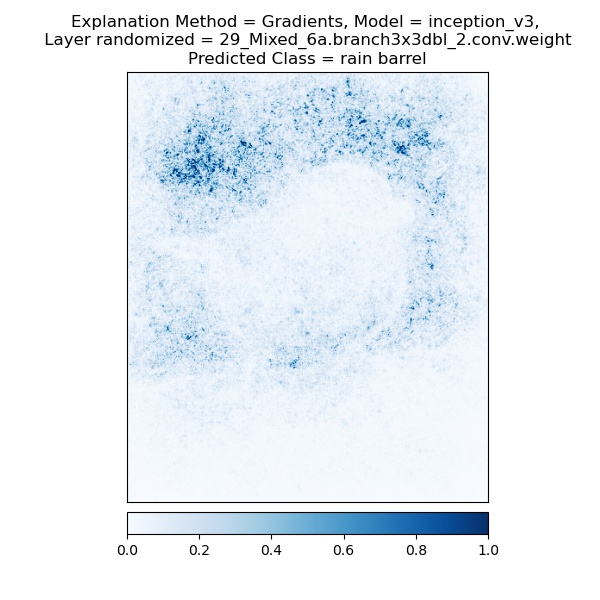 Explanation Method = Gradients, Model = inception_v3,
Layer randomized = 29_Mixed_6a.branch3x3dbl_2.conv.weight
Predicted Class = rain barrel
0.0 0.2 0.4 0.6 0.8 1.0